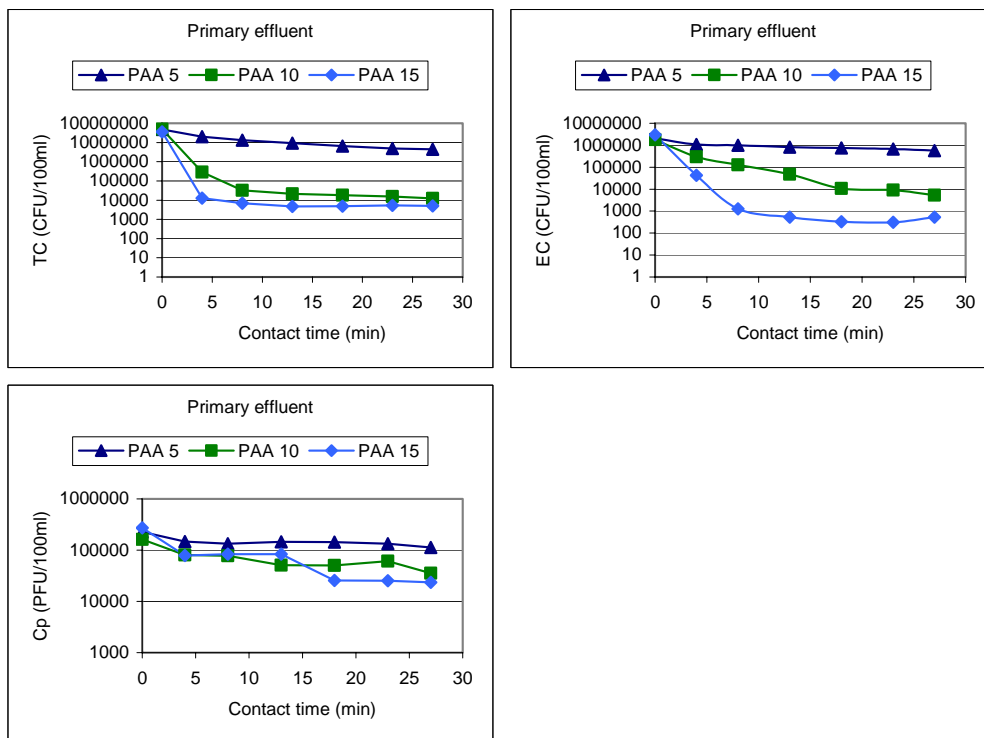 Primary effluent
PAA 5 PAA 10 PAA 15
100000000
10000000
1000000
100000
10000
1000
100
10
1
TC (CFU/100ml)
0 5 10 15 20 25 30
Contact time (min)
Primary effluent
PAA 5 PAA 10 PAA 15
10000000
1000000
100000
10000
1000
100
10
1
EC (CFU/100ml)
0 5 10 15 20 25 30
Contact time (min)
Primary effluent
PAA 5 PAA 10 PAA 15
1000000
100000
10000
1000
Cp (PFU/100ml)
0 5 10 15 20 25 30
Contact time (min)